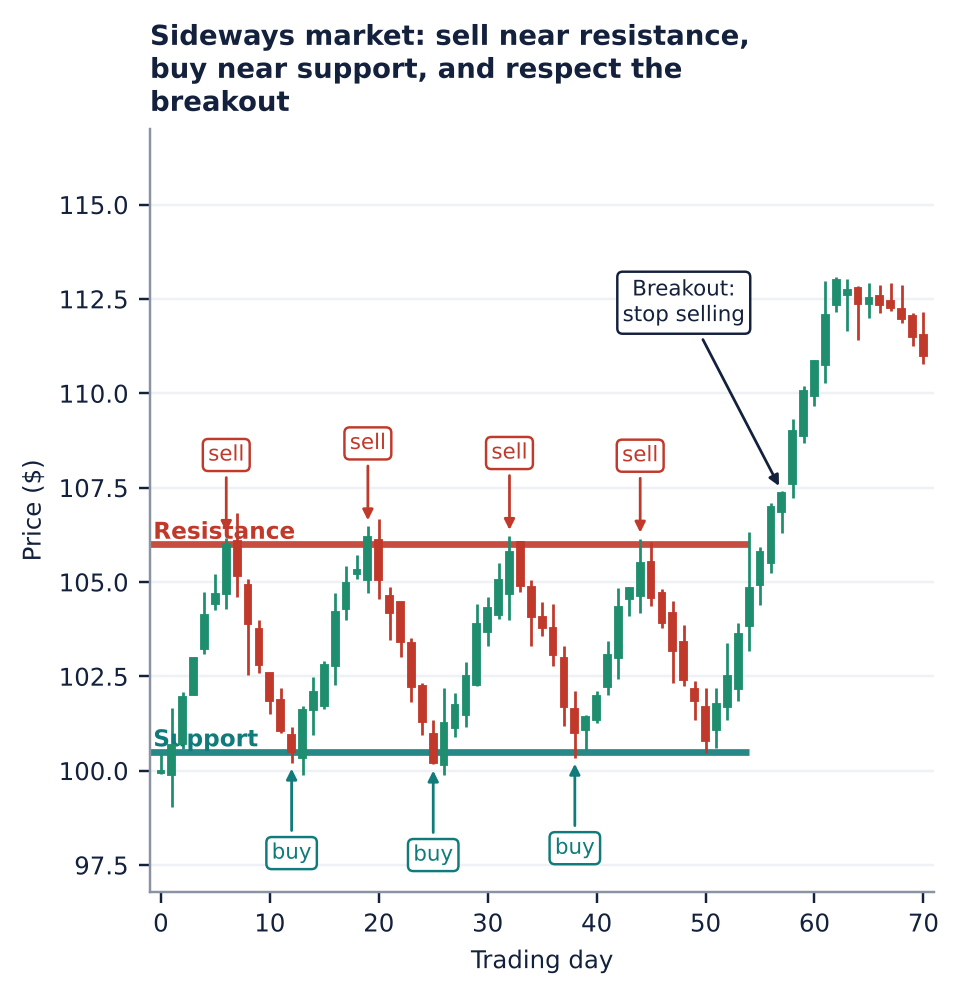 Sideways market: sell near resistance,
buy near support, and respect the
breakout
115.0
112.5
110.0
107.5
105.0
102.5
100.0
97.5
Price ($)
Breakout:
stop selling
sell
sell
sell
sell
Resistance
Support
buy
buy
buy
0
10
20
30
40
50
60
70
Trading day